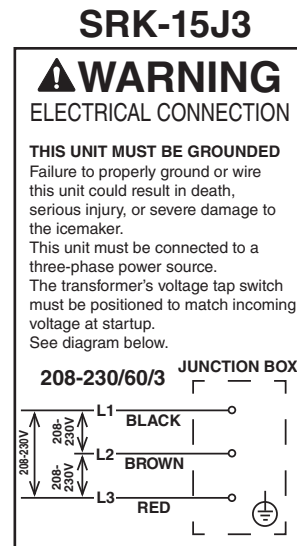 SRK-15J3
WARNING
ELECTRICAL CONNECTION
THIS UNIT MUST BE GROUNDED
Failure to properly ground or wire
this unit could result in death,
serious injury, or severe damage to
the icemaker.
This unit must be connected to a
three-phase power source.
The transformer's voltage tap switch
must be positioned to match incoming
voltage at startup.
See diagram below.
208-230/60/3
JUNCTION BOX
L1
BLACK
208-230V
208-
230V
L2
BROWN
208-
230V
L3
RED